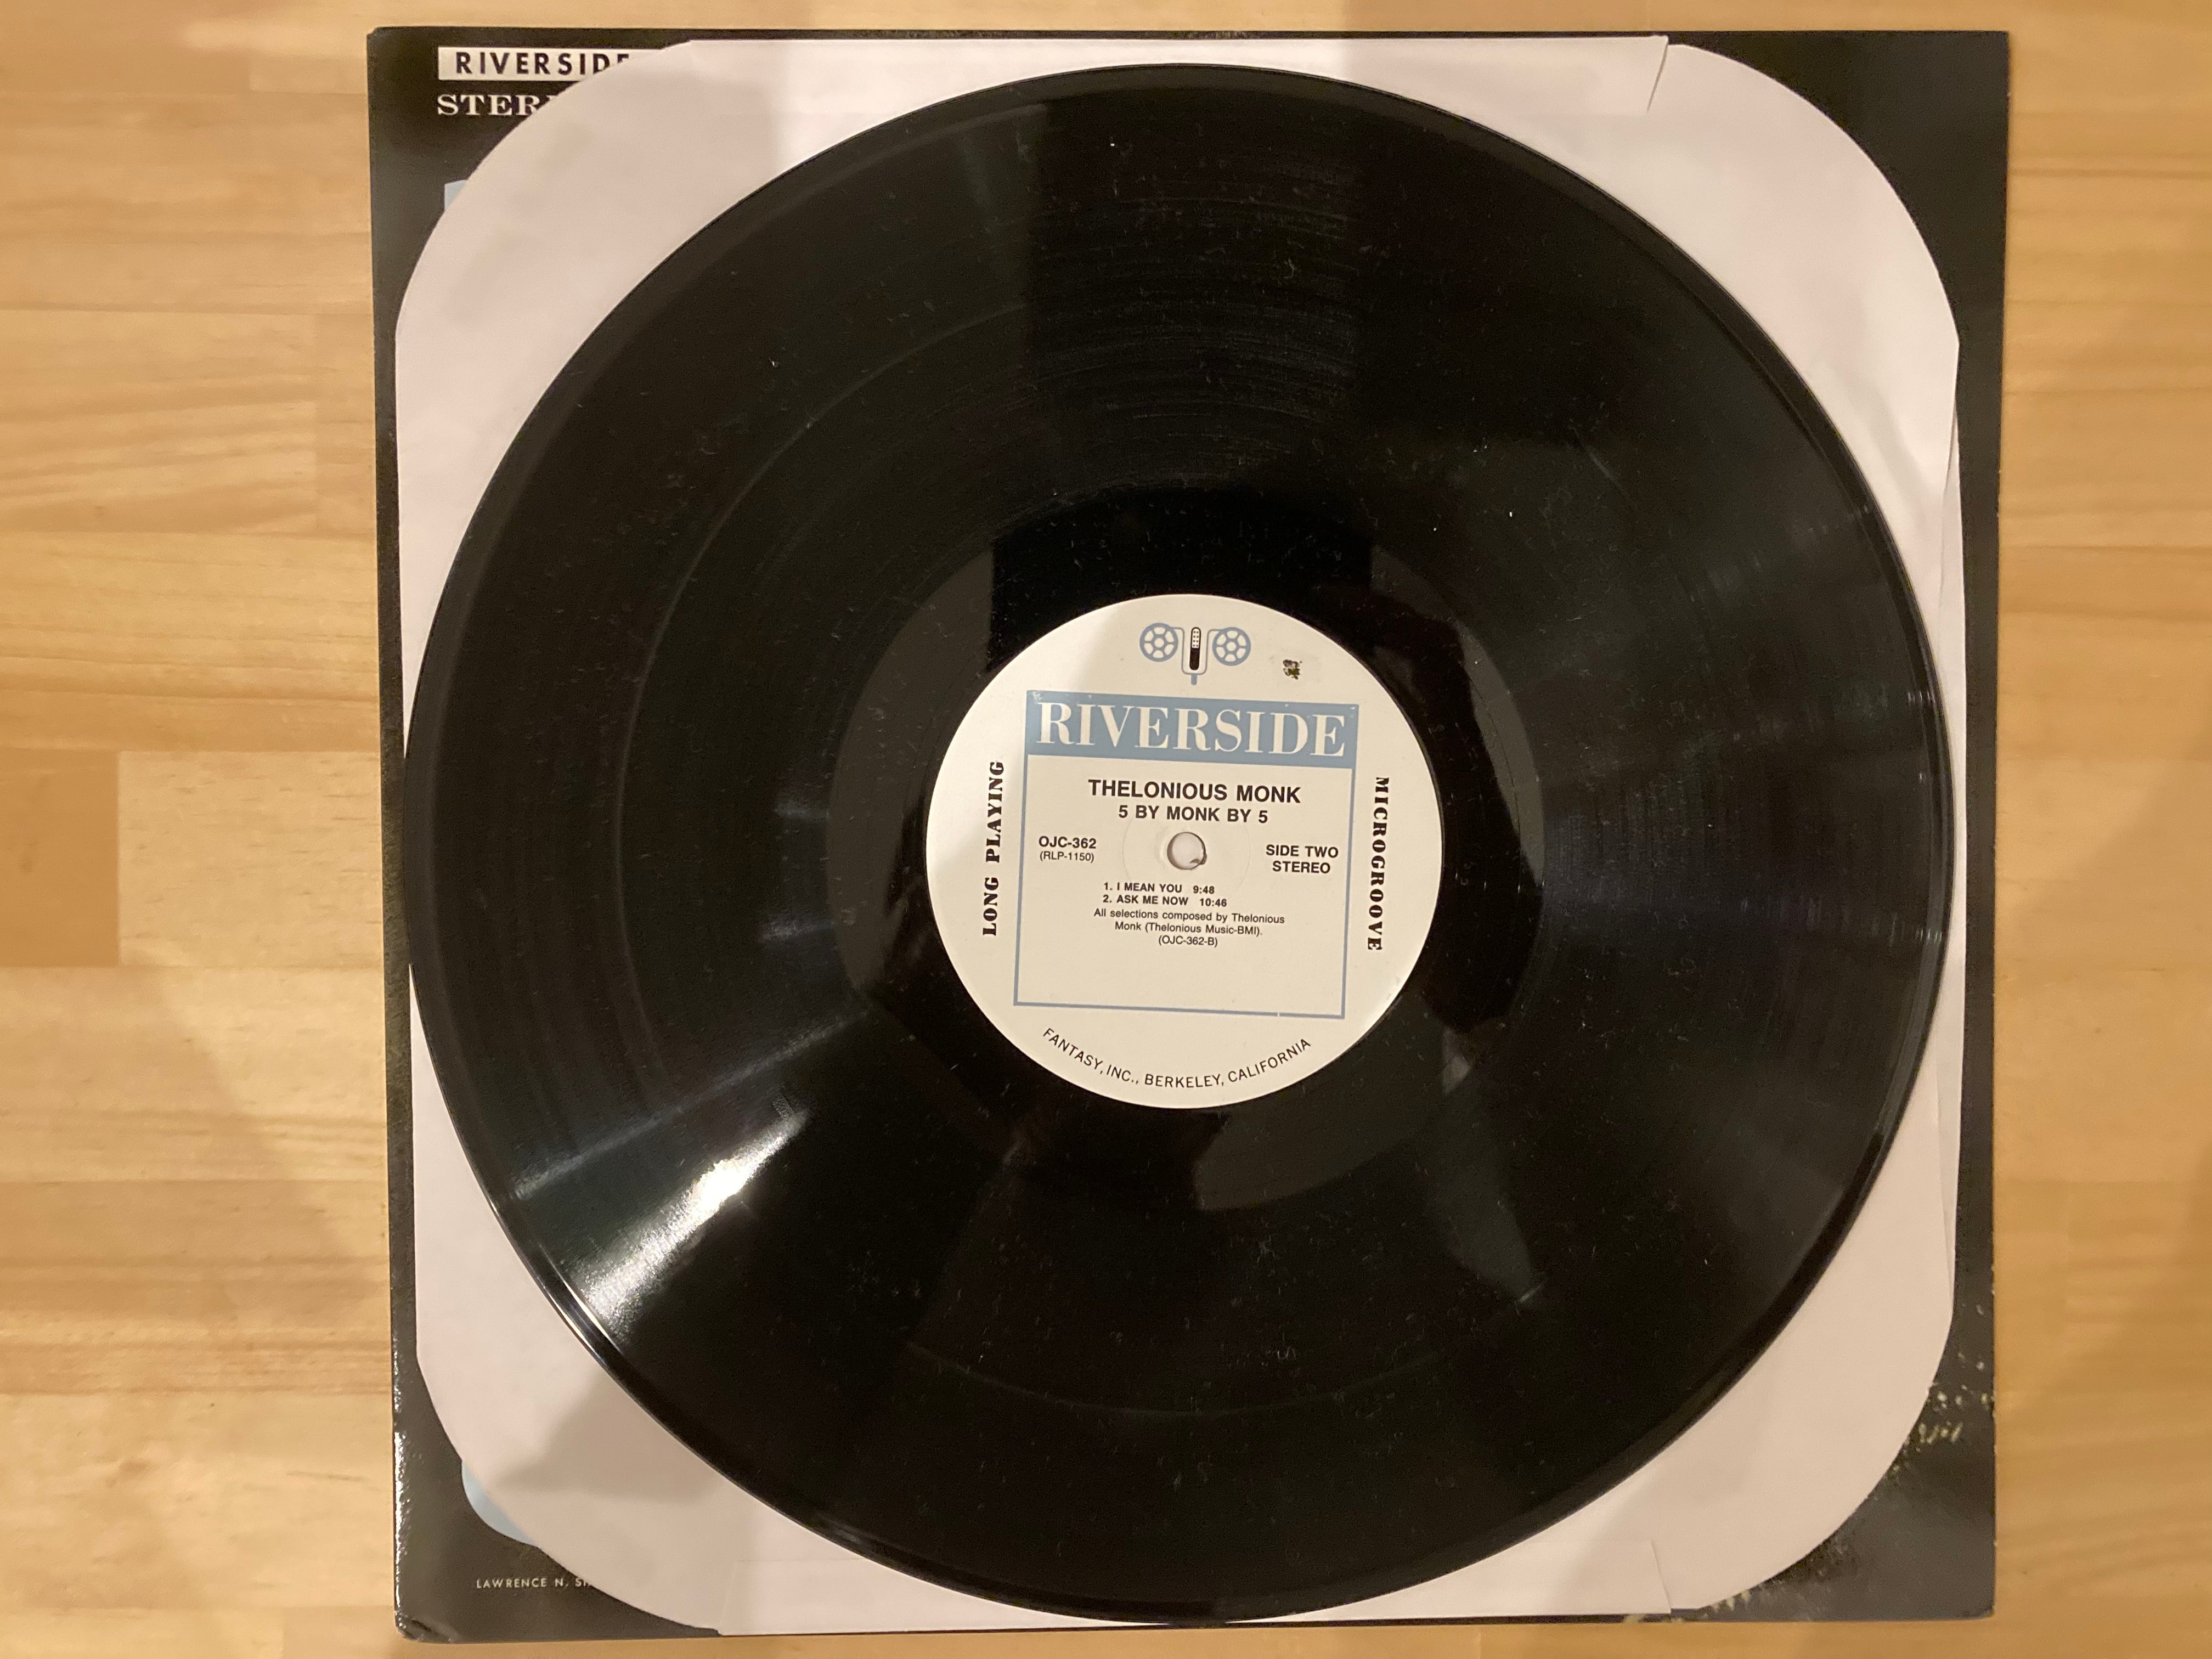 RIVERSIDE
LONG PLAYING
MICROGROOVE
RIVERSIDE
THELONIOUS MONK
5 BY MONK BY 5
OJC-362
(RLP-1150)
SIDE TWO
STEREO
1. I MEAN YOU 9:48
2. ASK ME NOW 10:46
All selections composed by Thelonious
Monk (Thelonious Music-BMI).
(OJC-362-B)
FANTASY, INC., BERKELEY, CALIFORNIA
LAWRENCE N.